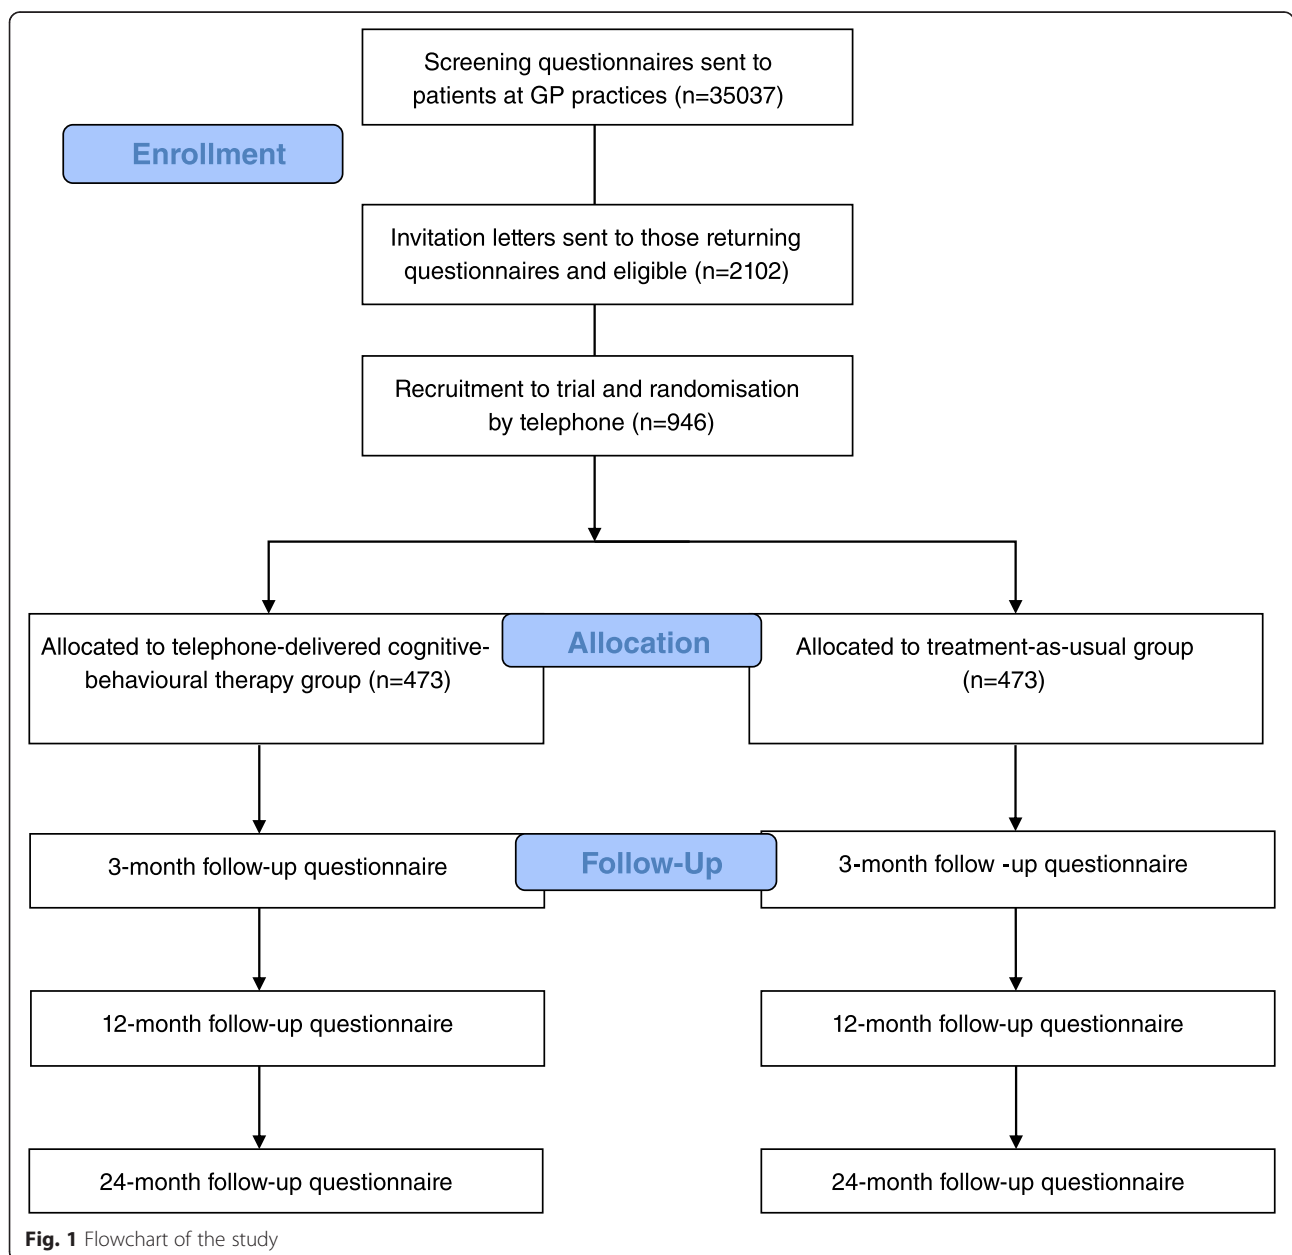 Screening questionnaires sent to
patients at GP practices (n=35037)
Enrollment
Invitation letters sent to those returning
questionnaires and eligible (n=2102)
Recruitment to trial and randomisation
by telephone (n=946)
Allocation
Allocated to telephone-delivered cognitive-
behavioural therapy group (n=473)
Allocated to treatment-as-usual group
(n=473)
Follow-Up
3-month follow-up questionnaire
3-month follow -up questionnaire
12-month follow-up questionnaire
12-month follow-up questionnaire
24-month follow-up questionnaire
24-month follow-up questionnaire
Fig. 1 Flowchart of the study